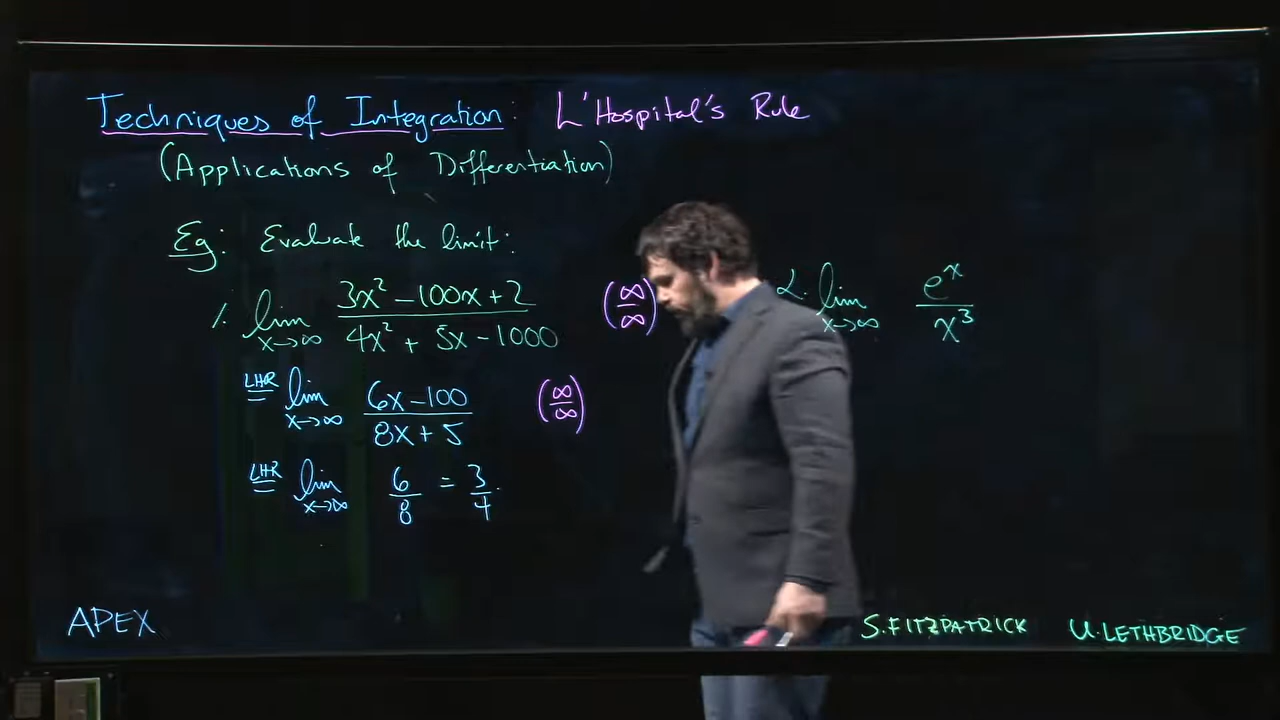 Techniques of Integration: L'Hospital's Rule
(Applications of Differentiation)
Eg: Evaluate the limit:
1. lim x→∞ (3x² - 100x + 2)/(4x² + 5x - 1000) (∞/∞)
LHR = lim x→∞ (6x - 100)/(8x + 5) (∞/∞)
LHR = lim x→∞ 6/8 = 3/4.
2. lim x→∞ eˣ/x³
APEX
S.FITZPATRICK U.LETHBRIDGE